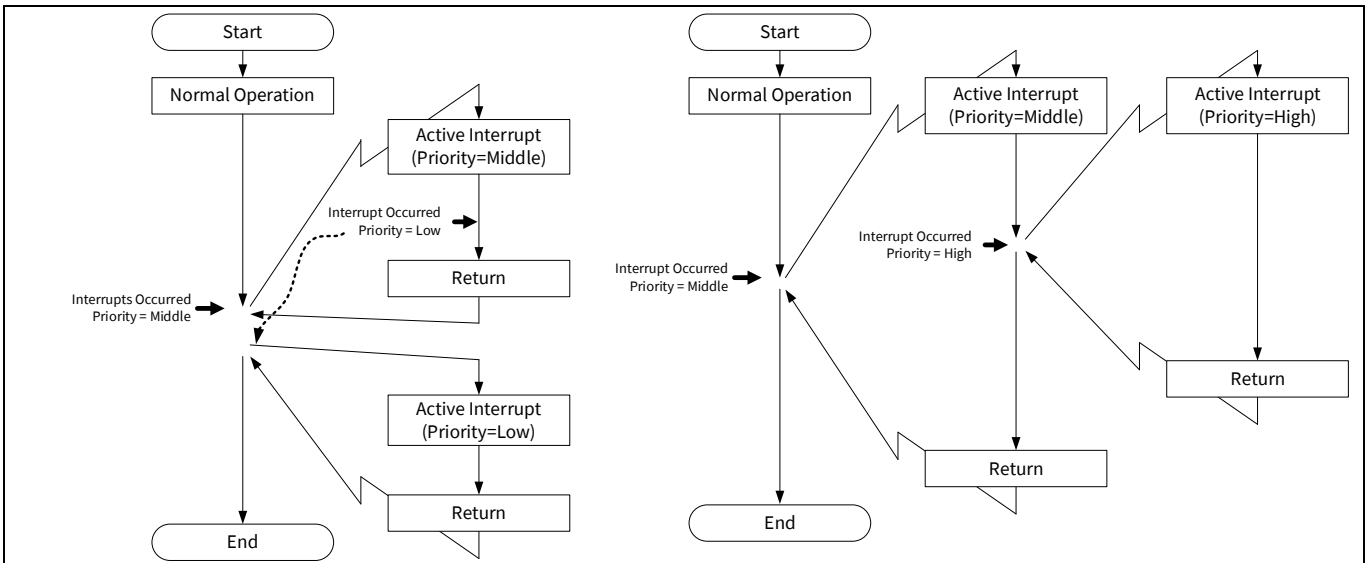 Start
Normal Operation
Active Interrupt
(Priority=Middle)
Interrupt Occurred
Priority = Low
Return
Interrupts Occurred
Priority = Middle
Active Interrupt
(Priority=Low)
Return
End
Start
Normal Operation
Active Interrupt
(Priority=Middle)
Active Interrupt
(Priority=High)
Interrupt Occurred
Priority = High
Interrupt Occurred
Priority = Middle
Return
Return
End